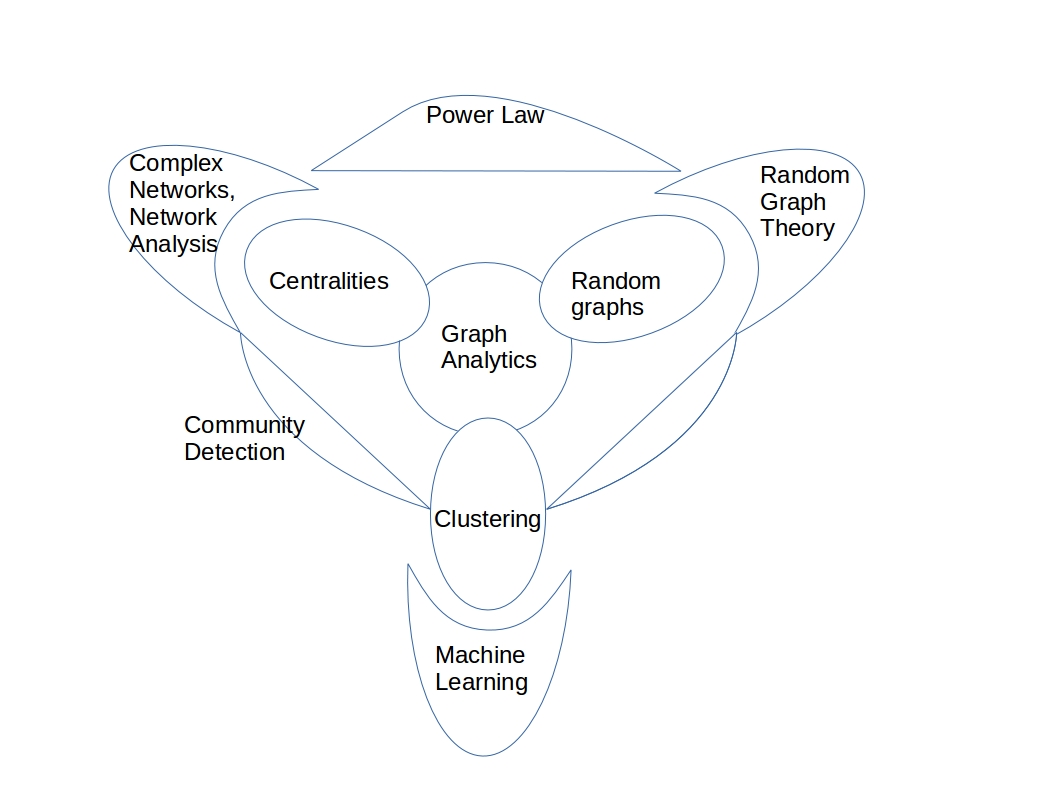 Power Law
Complex
Networks,
Network
Analysis
Random
Graph
Theory
Centralities
Random
graphs
Graph
Analytics
Community
Detection
Clustering
Machine
Learning